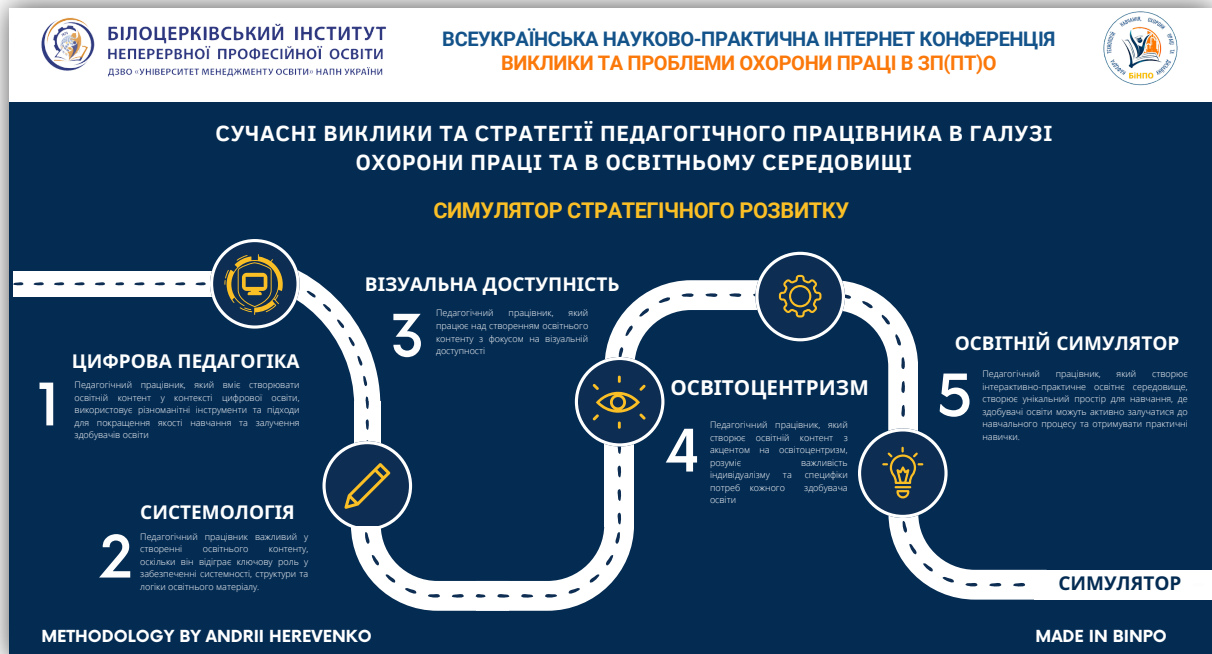 БІЛОЦЕРКІВСЬКИЙ ІНСТИТУТ
НЕПЕРЕРВНОЇ ПРОФЕСІЙНОЇ ОСВІТИ
ДЗВО «УНІВЕРСИТЕТ МЕНЕДЖМЕНТУ ОСВІТИ» НАПН УКРАЇНИ
ВСЕУКРАЇНСЬКА НАУКОВО-ПРАКТИЧНА ІНТЕРНЕТ КОНФЕРЕНЦІЯ
ВИКЛИКИ ТА ПРОБЛЕМИ ОХОРОНИ ПРАЦІ В ЗП(ПТ)О
БІНПО
СУЧАСНІ ВИКЛИКИ ТА СТРАТЕГІЇ ПЕДАГОГІЧНОГО ПРАЦІВНИКА В ГАЛУЗІ
ОХОРОНИ ПРАЦІ ТА В ОСВІТНЬОМУ СЕРЕДОВИЩІ
СИМУЛЯТОР СТРАТЕГІЧНОГО РОЗВИТКУ
ЦИФРОВА ПЕДАГОГІКА
1
Педагогічний працівник, який вміє створювати
освітній контент у контексті цифрової освіти,
використовує різноманітні інструменти та підходи
для покращення якості навчання та залучення
здобувачів освіти
СИСТЕМОЛОГІЯ
2
Педагогічний працівник важливий у
створенні освітнього контенту,
оскільки він відіграє ключову роль у
забезпеченні системності, структури та
логіки освітнього матеріалу.
ВІЗУАЛЬНА ДОСТУПНІСТЬ
3
Педагогічний працівник, який
працює над створенням освітнього
контенту з фокусом на візуальній
доступності
ОСВІТОЦЕНТРИЗМ
4
Педагогічний працівник, який
створює освітній контент з
акцентом на освітоцентризм,
розуміє важливість
індивідуалізму та специфіки
потреб кожного здобувача
освіти
ОСВІТНІЙ СИМУЛЯТОР
5
Педагогічний працівник, який створює
інтерактивно-практичне освітнє середовище,
створює унікальний простір для навчання, де
здобувачі освіти можуть активно залучатися до
навчального процесу та отримувати практичні
навички.
СИМУЛЯТОР
METHODOLOGY BY ANDRII HEREVENKO
MADE IN BINPO